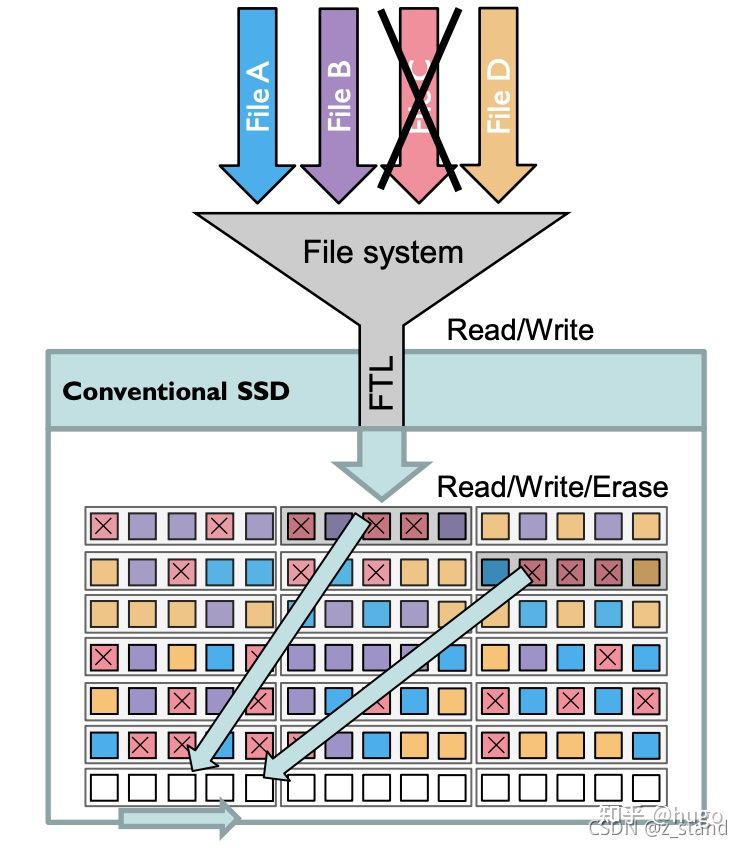 File A
File B
File C
File D
File system
Read/Write
Conventional SSD
FTL
Read/Write/Erase
知乎 @hugo
CSDN @z_stand